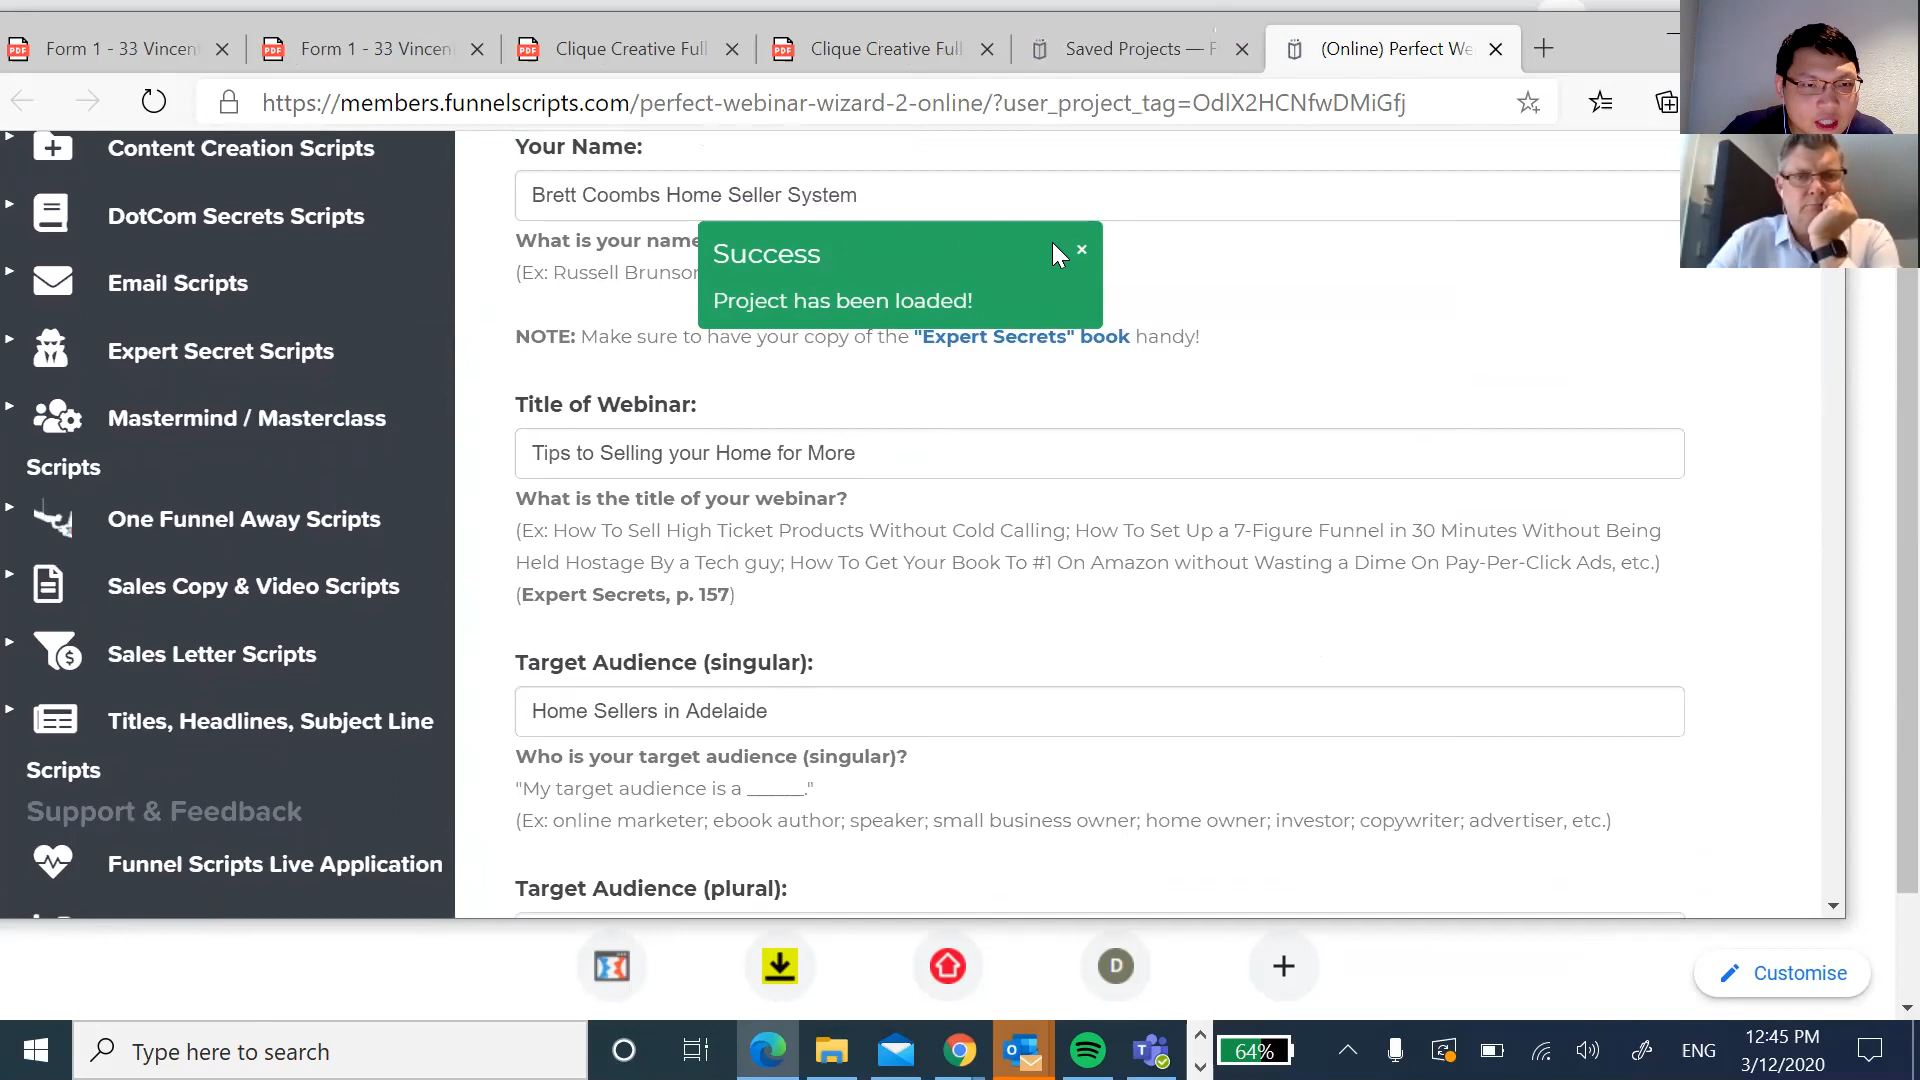 Form 1 - 33 Vincen
Form 1 - 33 Vincen
Clique Creative Full
Clique Creative Full
Saved Projects —
(Online) Perfect We
https://members.funnelscripts.com/perfect-webinar-wizard-2-online/?user_project_tag=OdlX2HCNfwDMiGfj
Content Creation Scripts
DotCom Secrets Scripts
Email Scripts
Expert Secret Scripts
Mastermind / Masterclass
Scripts
One Funnel Away Scripts
Sales Copy & Video Scripts
Sales Letter Scripts
Titles, Headlines, Subject Line
Scripts
Support & Feedback
Funnel Scripts Live Application
Your Name:
Brett Coombs Home Seller System
What is your name
(Ex: Russell Brunson
Success
Project has been loaded!
NOTE: Make sure to have your copy of the "Expert Secrets" book handy!
Title of Webinar:
Tips to Selling your Home for More
What is the title of your webinar?
(Ex: How To Sell High Ticket Products Without Cold Calling; How To Set Up a 7-Figure Funnel in 30 Minutes Without Being
Held Hostage By a Tech guy; How To Get Your Book To #1 On Amazon without Wasting a Dime On Pay-Per-Click Ads, etc.)
(Expert Secrets, p. 157)
Target Audience (singular):
Home Sellers in Adelaide
Who is your target audience (singular)?
"My target audience is a ______."
(Ex: online marketer; ebook author; speaker; small business owner; home owner; investor; copywriter; advertiser, etc.)
Target Audience (plural):
D
Customise
Type here to search
64%
ENG
12:45 PM
3/12/2020